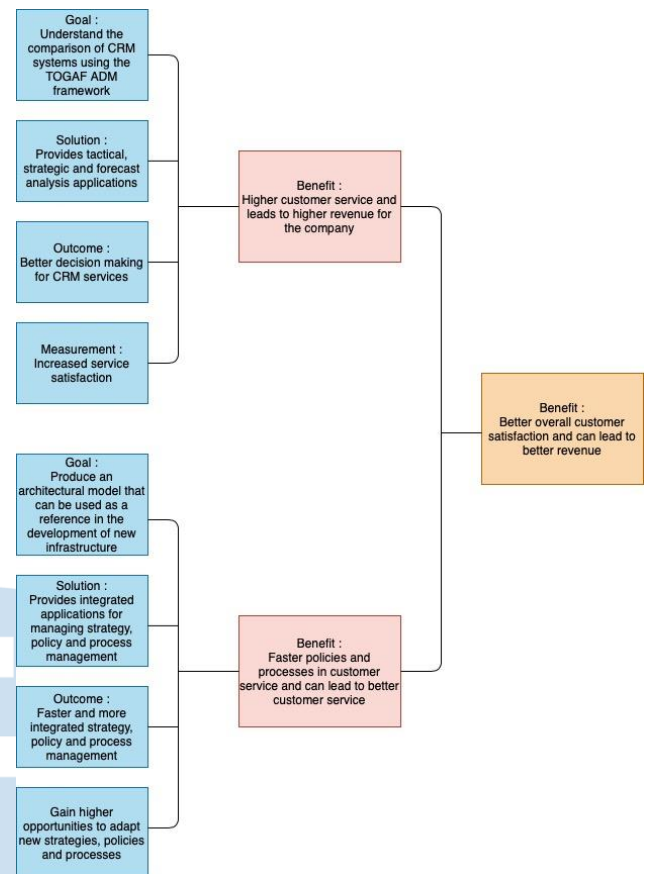 Goal :
Understand the
comparison of CRM
systems using the
TOGAF ADM
framework
Solution :
Provides tactical,
strategic and forecast
analysis applications
Outcome :
Better decision making
for CRM services
Measurement :
Increased service
satisfaction
Benefit :
Higher customer service and
leads to higher revenue for
the company
Goal :
Produce an
architectural model that
can be used as a
reference in the
development of new
infrastructure
Solution :
Provides integrated
applications for
managing strategy,
policy and process
management
Outcome :
Faster and more
integrated strategy,
policy and process
management
Gain higher
opportunities to adapt
new strategies, policies
and processes
Benefit :
Faster policies and
processes in customer
service and can lead to better
customer service
Benefit :
Better overall customer
satisfaction and can lead to
better revenue